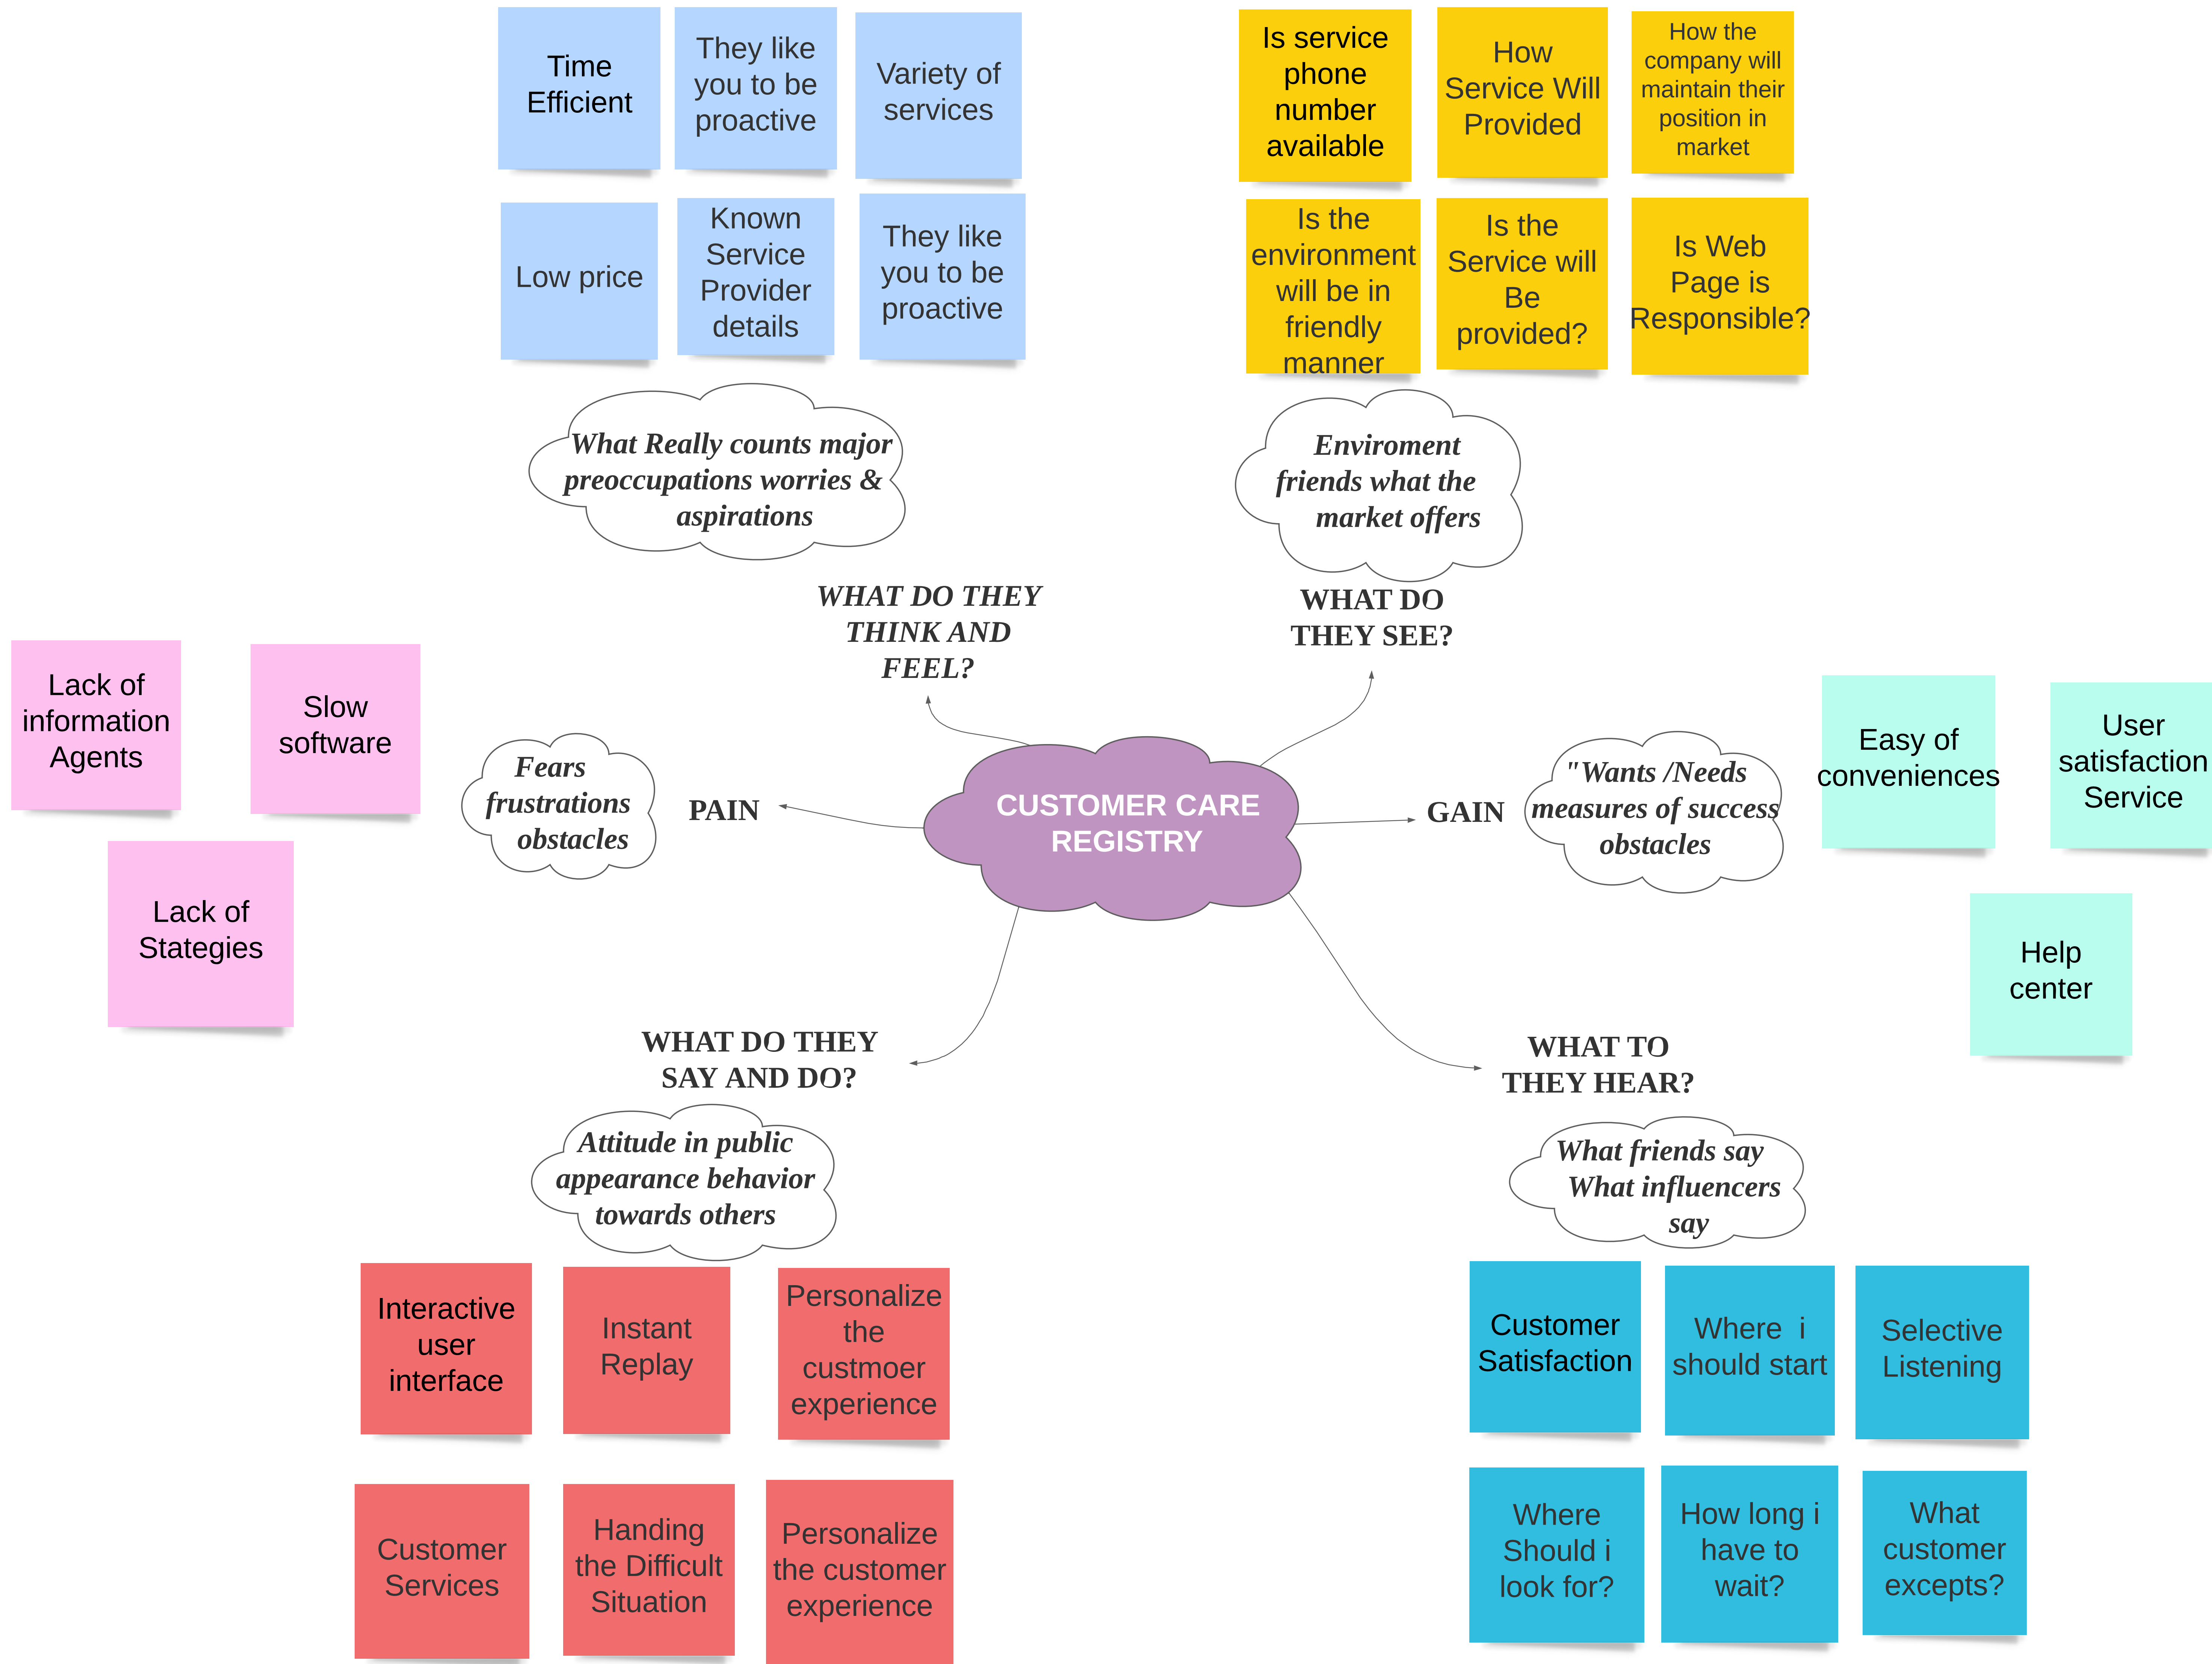 Time
Efficient
They like
you to be
proactive
Variety of
services
Low price
Known
Service
Provider
details
They like
you to be
proactive
What Really counts major
preoccupations worries &
aspirations
WHAT DO THEY
THINK AND
FEEL?
Is service
phone
number
available
How
Service Will
Provided
How the
company will
maintain their
position in
market
Is the
environment
will be in
friendly
manner
Is the
Service will
Be
provided?
Is Web
Page is
Responsible?
Enviroment
friends what the
market offers
WHAT DO
THEY SEE?
Lack of
information
Agents
Slow
software
Lack of
Stategies
Fears
frustrations
obstacles
PAIN
CUSTOMER CARE
REGISTRY
GAIN
"Wants /Needs
measures of success
obstacles
Easy of
conveniences
User
satisfaction
Service
Help
center
WHAT DO THEY
SAY AND DO?
Attitude in public
appearance behavior
towards others
Interactive
user
interface
Instant
Replay
Personalize
the
custmoer
experience
Customer
Services
Handing
the Difficult
Situation
Personalize
the customer
experience
WHAT TO
THEY HEAR?
What friends say
What influencers
say
Customer
Satisfaction
Where  i
should start
Selective
Listening
Where
Should i
look for?
How long i
have to
wait?
What
customer
excepts?